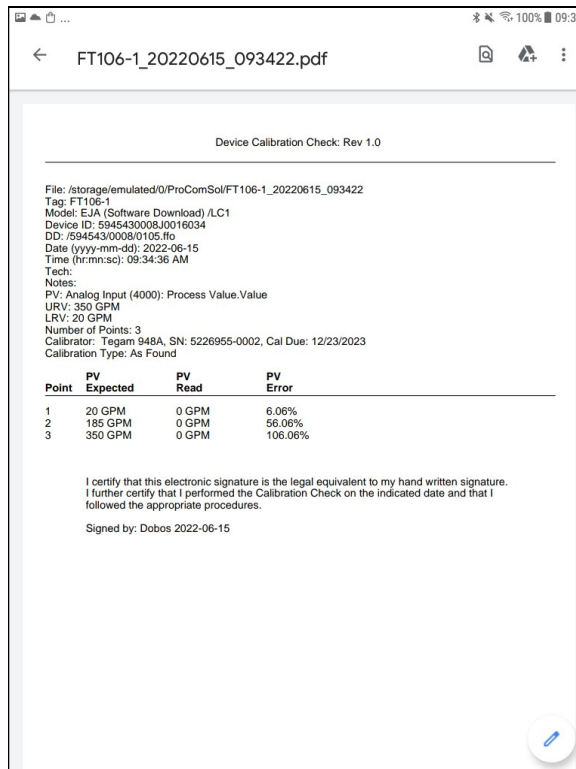 ... 100% 09:3
FT106-1_20220615_093422.pdf
Device Calibration Check: Rev 1.0
File: /storage/emulated/0/ProComSol/FT106-1_20220615_093422
Tag: FT106-1
Model: EJA (Software Download) /LC1
Device ID: 5945430008J0016034
DD: /594543/0008/0105.ffo
Date (yyyy-mm-dd): 2022-06-15
Time (hr:mn:sc): 09:34:36 AM
Tech:
Notes:
PV: Analog Input (4000): Process Value.Value
URV: 350 GPM
LRV: 20 GPM
Number of Points: 3
Calibrator:  Tegam 948A, SN: 5226955-0002, Cal Due: 12/23/2023
Calibration Type: As Found
PV PV PV
Point Expected Read Error
1 20 GPM 0 GPM 6.06%
2 185 GPM 0 GPM 56.06%
3 350 GPM 0 GPM 106.06%
I certify that this electronic signature is the legal equivalent to my hand written signature.
I further certify that I performed the Calibration Check on the indicated date and that I
followed the appropriate procedures.
Signed by: Dobos 2022-06-15